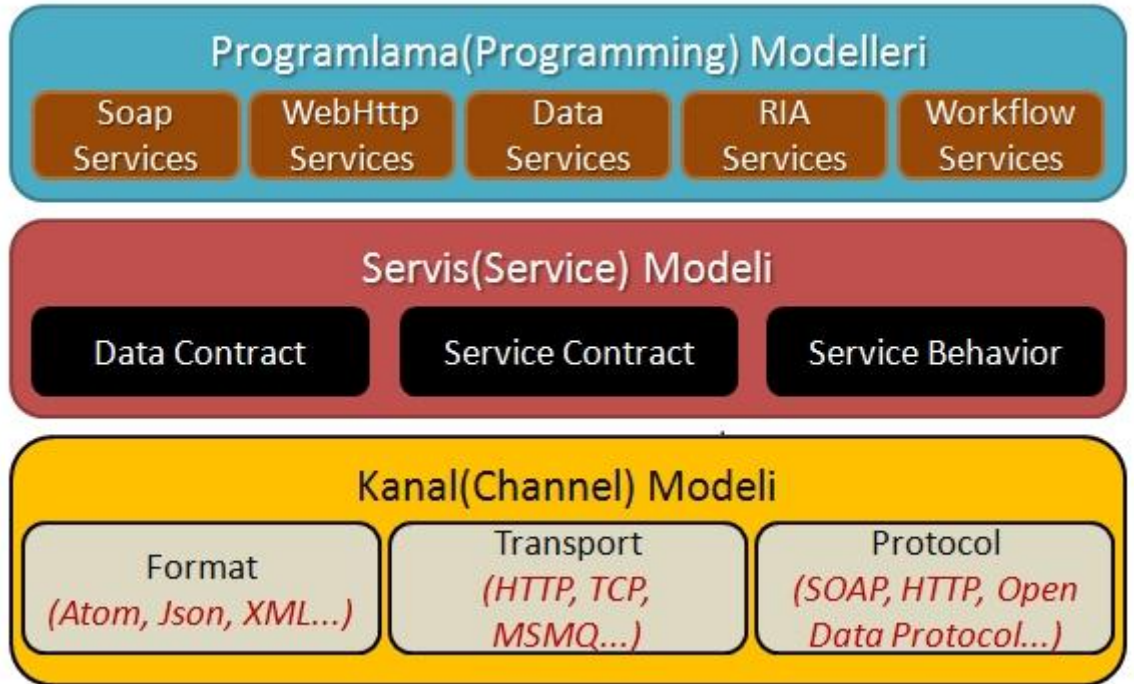 Programlama(Programming) Modelleri
Soap
Services
WebHttp
Services
Data
Services
RIA
Services
Workflow
Services
Servis(Service) Modeli
Data Contract
Service Contract
Service Behavior
Kanal(Channel) Modeli
Format
(Atom, Json, XML...)
Transport
(HTTP, TCP,
MSMQ...)
Protocol
(SOAP, HTTP, Open
Data Protocol...)